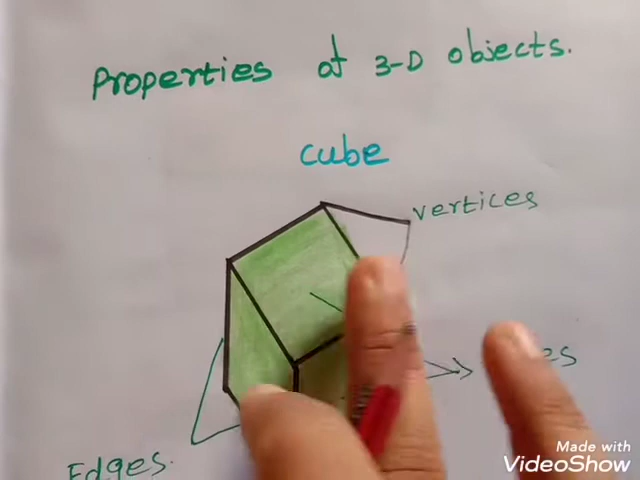 Properties of 3-D objects.
cube
vertices
Edges.
Made with
VideoShow